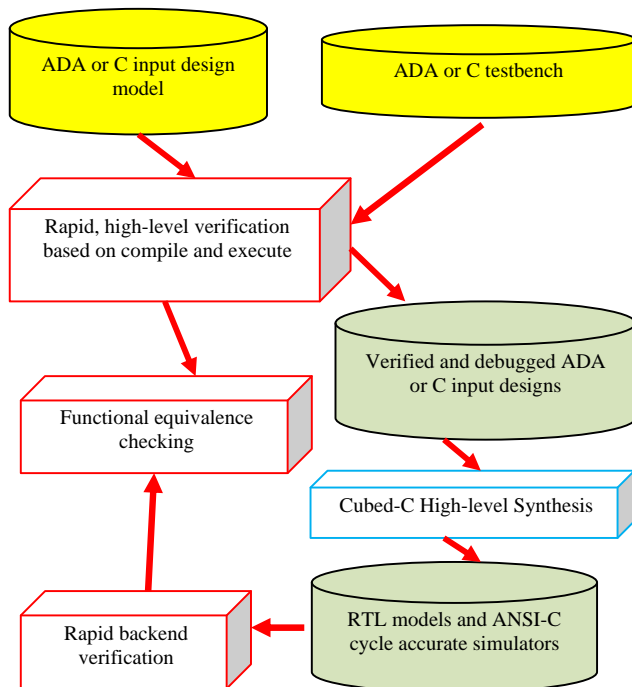 ADA or C input design
model
ADA or C testbench
Rapid, high-level verification
based on compile and execute
Verified and debugged ADA
or C input designs
Functional equivalence
checking
Cubed-C High-level Synthesis
RTL models and ANSI-C
cycle accurate simulators
Rapid backend
verification